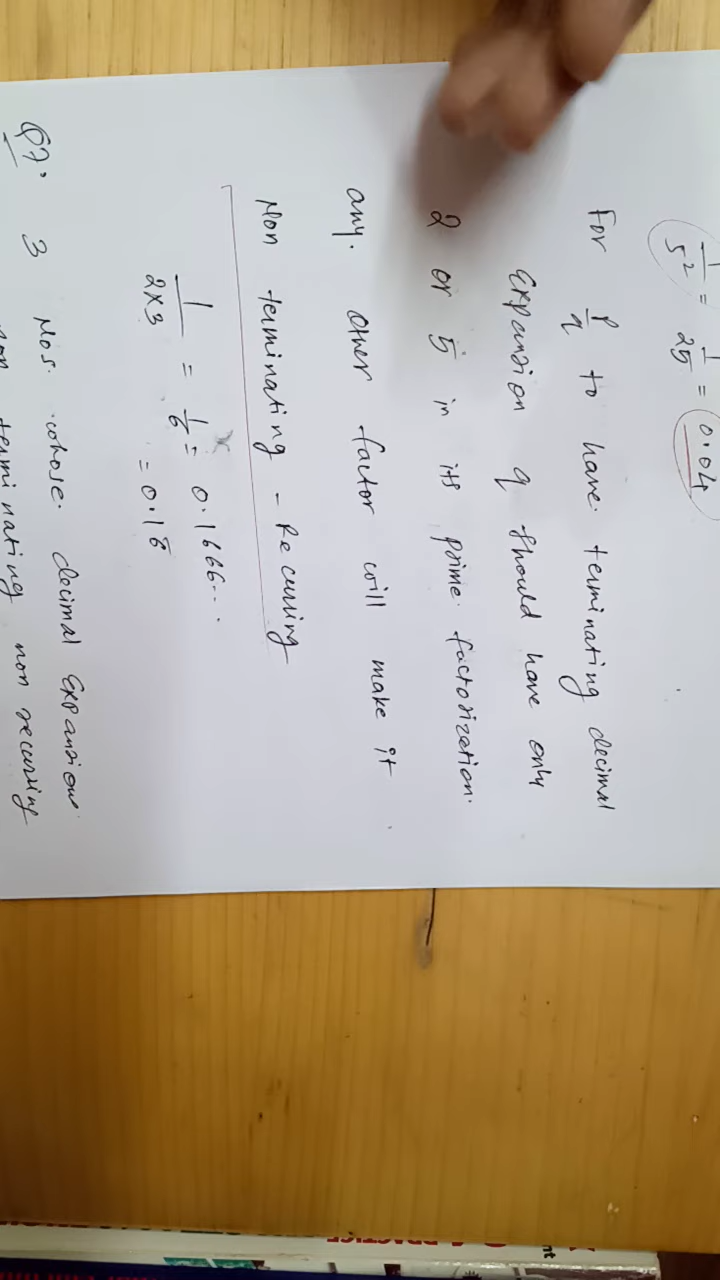 1/5² = 1/25 = 0.04
For p/q to have terminating decimal
Expansion q should have only
2 or 5 in its prime factorization.
any. other factor will make it
Non terminating - Recurring
1/2×3 = 1/6 = 0.1666...
= 0.16̄
Q7. 3 Nos. whose. decimal Expansions.
non terminating non recurring